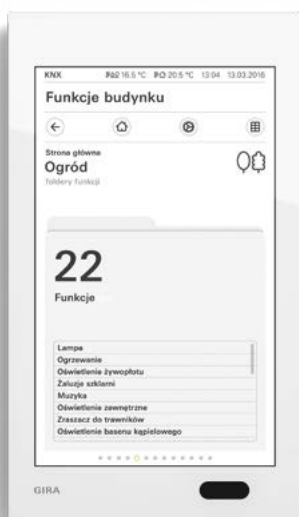 KNX 16.5 °C 20.5 °C 13:04 13.03.2016
Funkcje budynku
Strona główna
Ogród
foldery funkcji
22
Funkcje
Lampa
Ogrzewanie
Oświetlenie żywopłotu
Żaluzje szklarni
Muzyka
Oświetlenie zewnętrzne
Zraszacz do trawników
Oświetlenie basenu kąpielowego
GIRA